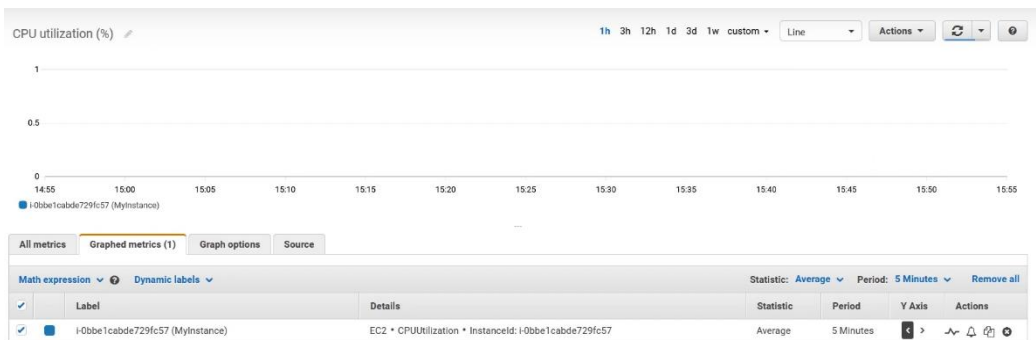 CPU utilization (%)
1h 3h 12h 1d 3d 1w custom Line Actions
1
0.5
0
14:55 15:00 15:05 15:10 15:15 15:20 15:25 15:30 15:35 15:40 15:45 15:50 15:55
i-0bbe1cabde729fc57 (MyInstance)
All metrics Graphed metrics (1) Graph options Source
Math expression Dynamic labels Statistic: Average Period: 5 Minutes Remove all
Label Details Statistic Period Y Axis Actions
i-0bbe1cabde729fc57 (MyInstance) EC2 • CPUUtilization • InstanceId: i-0bbe1cabde729fc57 Average 5 Minutes